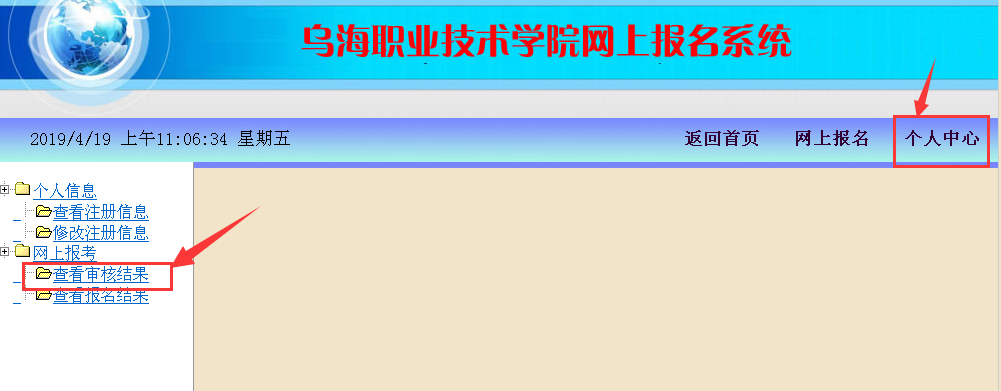 乌海职业技术学院网上报名系统
2019/4/19 上午11:06:34 星期五 返回首页 网上报名 个人中心
个人信息
查看注册信息
修改注册信息
网上报考
查看审核结果
查看报名结果